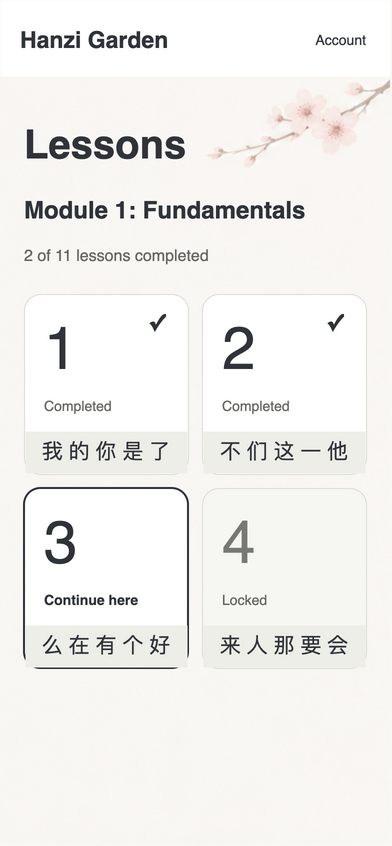 Hanzi Garden
Account
Lessons
Module 1: Fundamentals
2 of 11 lessons completed
1
Completed
我的你是了
2
Completed
不们这一他
3
Continue here
么在有个好
4
Locked
来人那要会